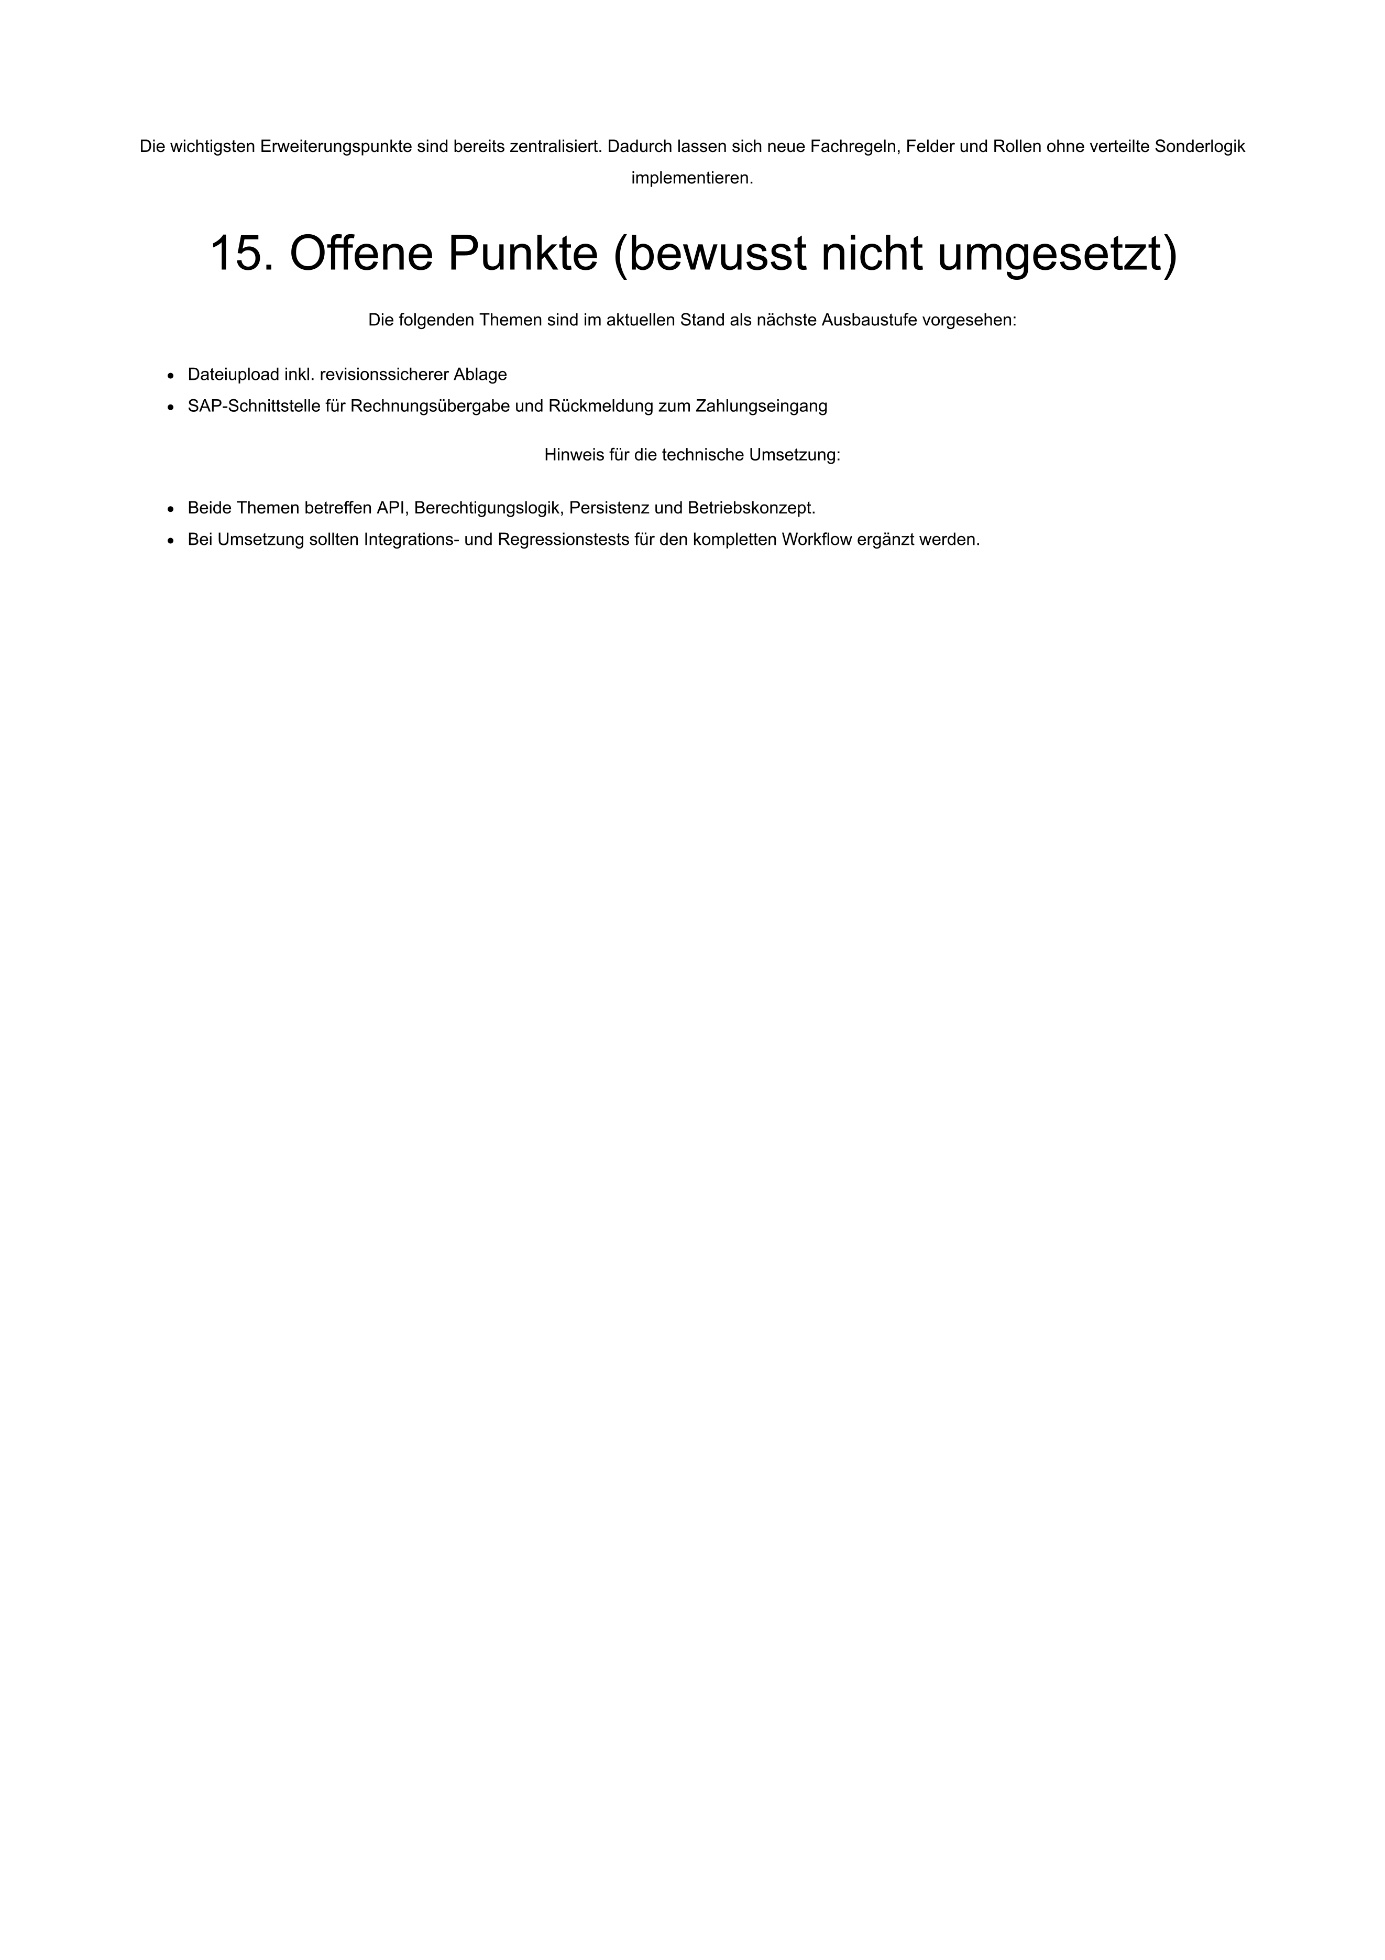 Die wichtigsten Erweiterungspunkte sind bereits zentralisiert. Dadurch lassen sich neue Fachregeln, Felder und Rollen ohne verteilte Sonderlogik
implementieren.
15. Offene Punkte (bewusst nicht umgesetzt)
Die folgenden Themen sind im aktuellen Stand als nächste Ausbaustufe vorgesehen:
• Dateiupload inkl. revisionssicherer Ablage
• SAP-Schnittstelle für Rechnungsübergabe und Rückmeldung zum Zahlungseingang
Hinweis für die technische Umsetzung:
• Beide Themen betreffen API, Berechtigungslogik, Persistenz und Betriebskonzept.
• Bei Umsetzung sollten Integrations- und Regressionstests für den kompletten Workflow ergänzt werden.